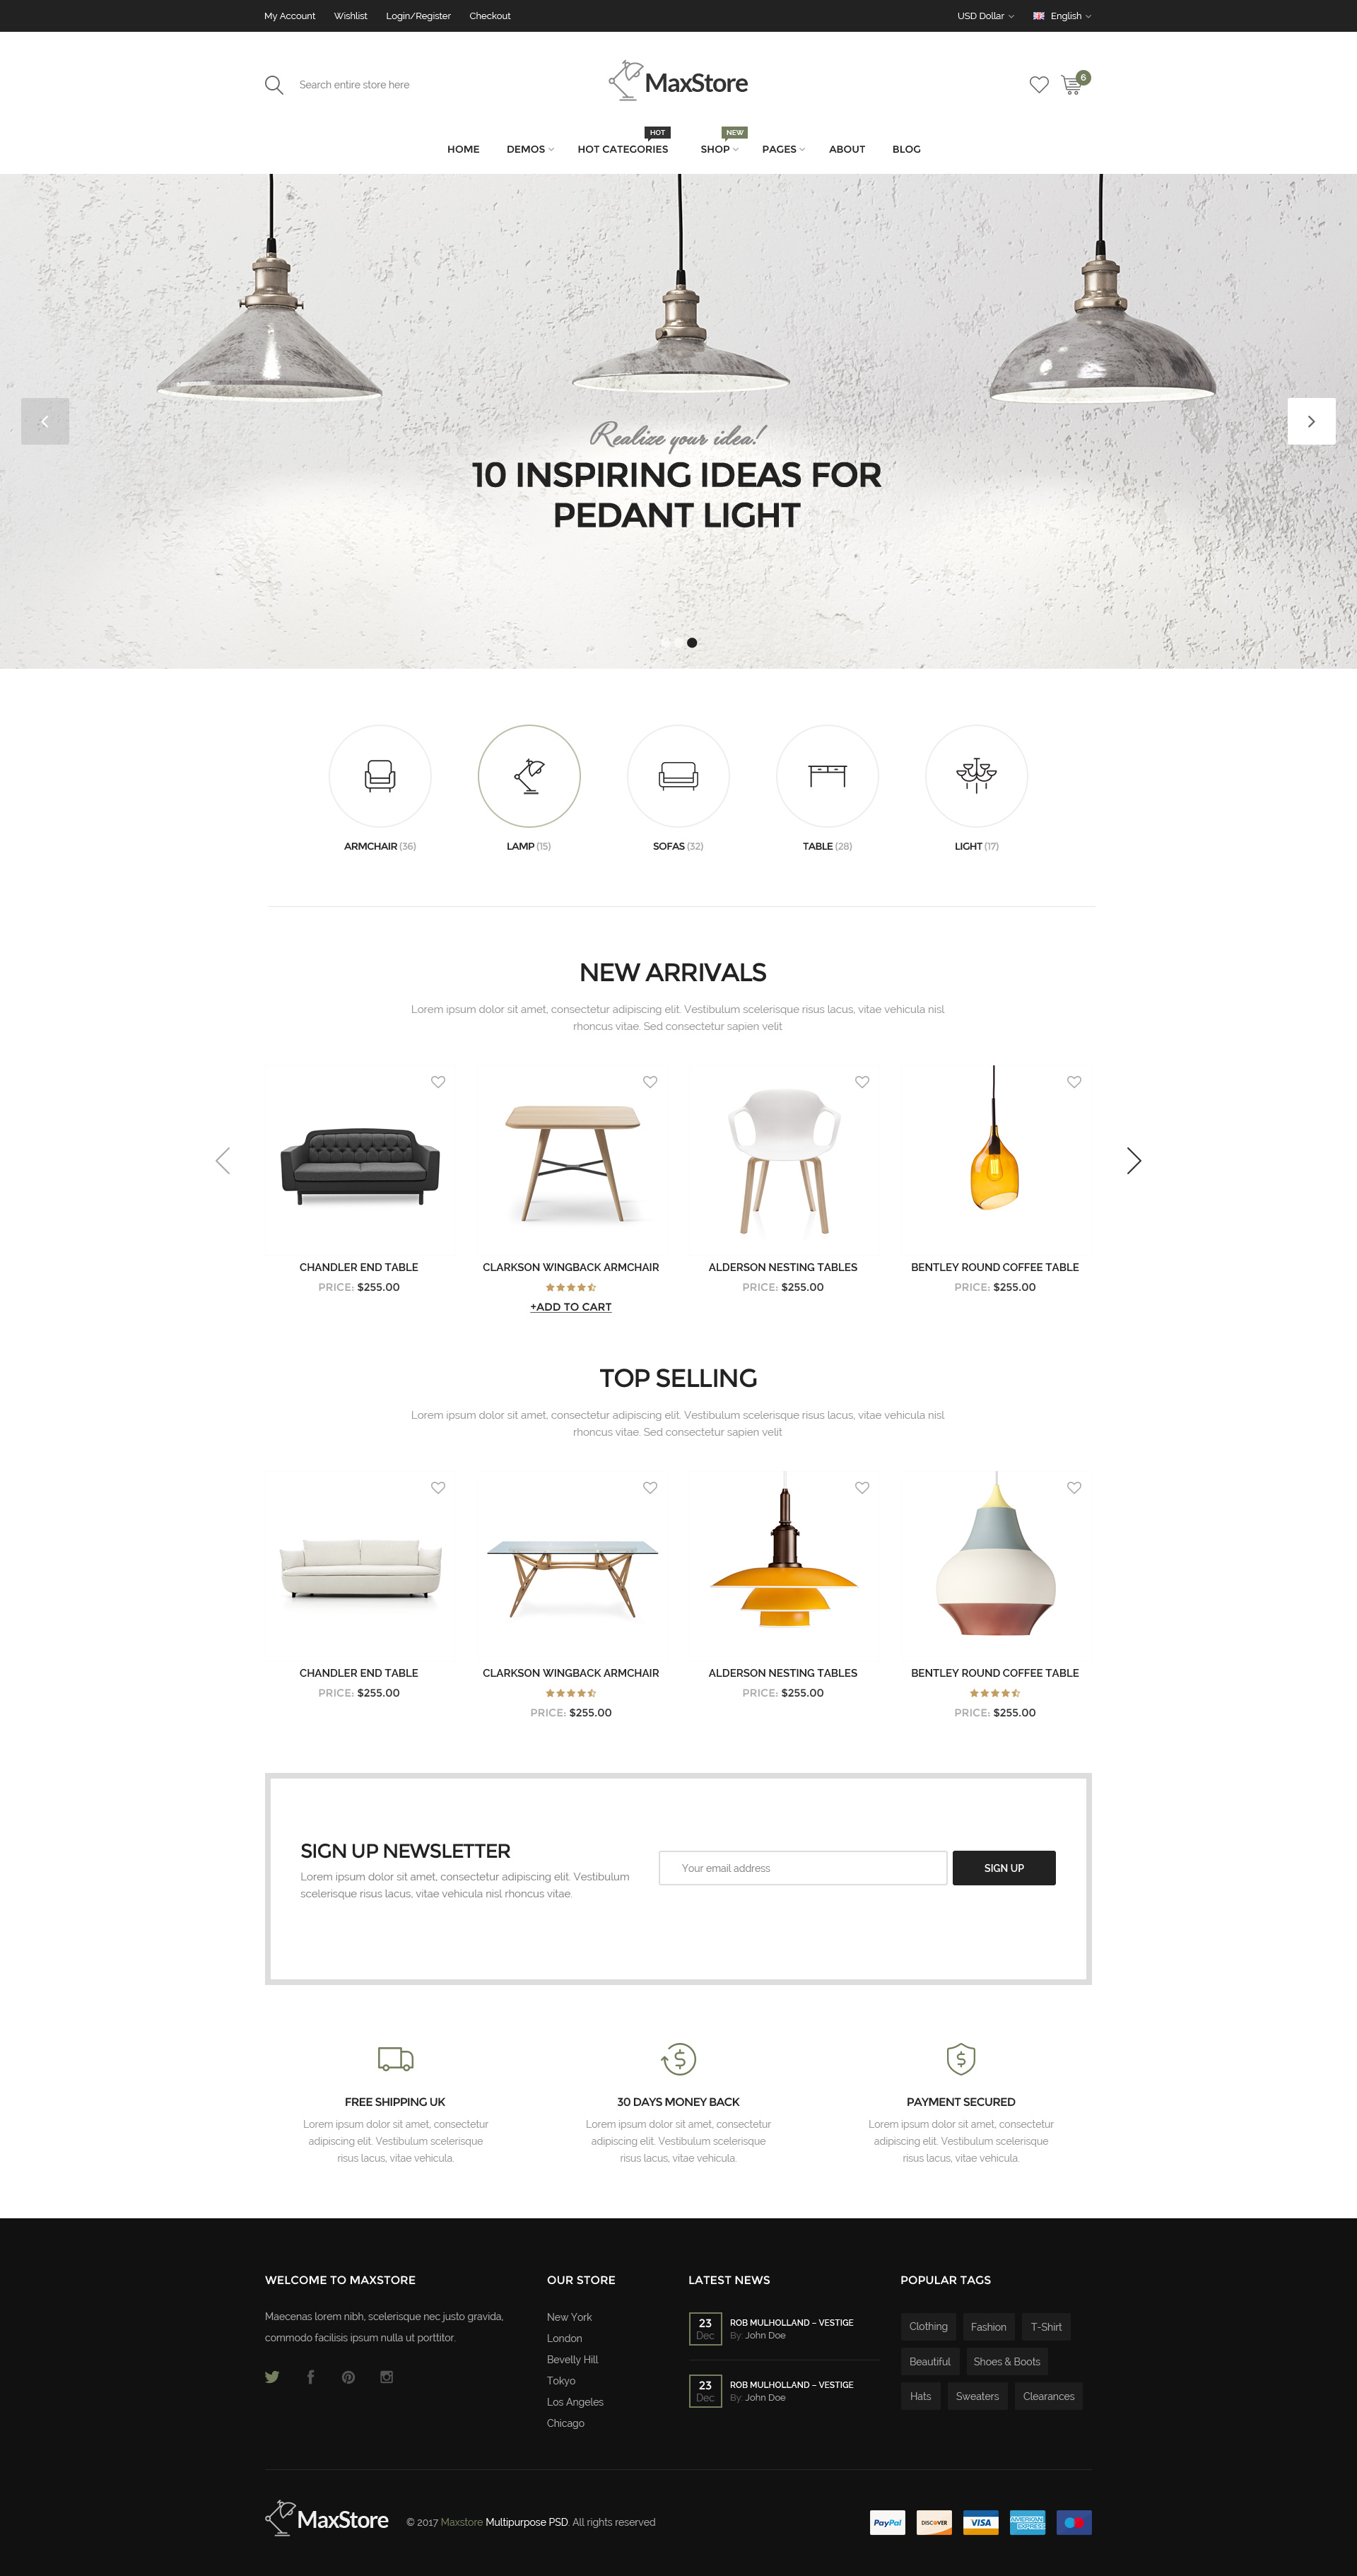 My Account Wishlist Login/Register Checkout USD Dollar English
Search entire store here MaxStore 6
HOT NEW
HOME DEMOS HOT CATEGORIES SHOP PAGES ABOUT BLOG
Realize your idea!
10 INSPIRING IDEAS FOR
PEDANT LIGHT
ARMCHAIR (36) LAMP (15) SOFAS (32) TABLE (28) LIGHT (17)
NEW ARRIVALS
Lorem ipsum dolor sit amet, consectetur adipiscing elit. Vestibulum scelerisque risus lacus, vitae vehicula nisl
rhoncus vitae. Sed consectetur sapien velit
CHANDLER END TABLE CLARKSON WINGBACK ARMCHAIR ALDERSON NESTING TABLES BENTLEY ROUND COFFEE TABLE
PRICE: $255.00 PRICE: $255.00 PRICE: $255.00
+ADD TO CART
TOP SELLING
Lorem ipsum dolor sit amet, consectetur adipiscing elit. Vestibulum scelerisque risus lacus, vitae vehicula nisl
rhoncus vitae. Sed consectetur sapien velit
CHANDLER END TABLE CLARKSON WINGBACK ARMCHAIR ALDERSON NESTING TABLES BENTLEY ROUND COFFEE TABLE
PRICE: $255.00 PRICE: $255.00
PRICE: $255.00 PRICE: $255.00
SIGN UP NEWSLETTER
Lorem ipsum dolor sit amet, consectetur adipiscing elit. Vestibulum
scelerisque risus lacus, vitae vehicula nisl rhoncus vitae.
Your email address SIGN UP
FREE SHIPPING UK
Lorem ipsum dolor sit amet, consectetur
adipiscing elit. Vestibulum scelerisque
risus lacus, vitae vehicula.
30 DAYS MONEY BACK
Lorem ipsum dolor sit amet, consectetur
adipiscing elit. Vestibulum scelerisque
risus lacus, vitae vehicula.
PAYMENT SECURED
Lorem ipsum dolor sit amet, consectetur
adipiscing elit. Vestibulum scelerisque
risus lacus, vitae vehicula.
WELCOME TO MAXSTORE
Maecenas lorem nibh, scelerisque nec justo gravida,
commodo facilisis ipsum nulla ut porttitor.
OUR STORE
New York
London
Bevelly Hill
Tokyo
Los Angeles
Chicago
LATEST NEWS
23 ROB MULHOLLAND – VESTIGE
Dec By: John Doe
23 ROB MULHOLLAND – VESTIGE
Dec By: John Doe
POPULAR TAGS
Clothing Fashion T-Shirt
Beautiful Shoes & Boots
Hats Sweaters Clearances
MaxStore © 2017 Maxstore Multipurpose PSD. All rights reserved PayPal DISCOVER VISA AMERICAN
EXPRESS